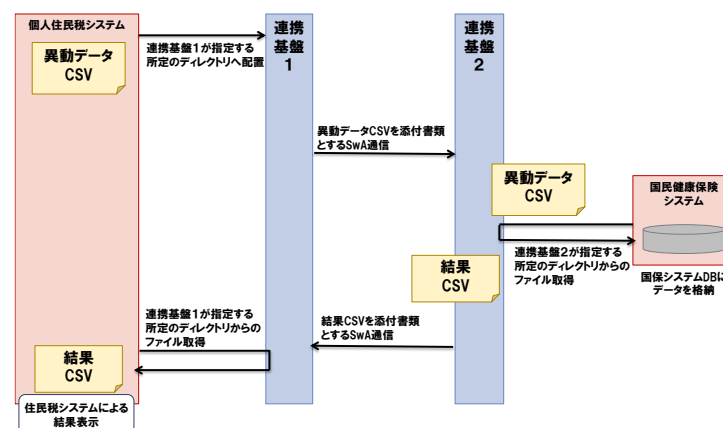 個人住民税システム
異動データ
CSV
連携基盤1が指定する
所定のディレクトリへ配置
連携
基盤
1
連携
基盤
2
異動データCSVを添付書類
とするSwA通信
異動データ
CSV
国民健康保険
システム
連携基盤2が指定する
所定のディレクトリからの
ファイル取得
国保システムDBに
データを格納
結果
CSV
結果CSVを添付書類
とするSwA通信
連携基盤1が指定する
所定のディレクトリからの
ファイル取得
結果
CSV
住民税システムによる
結果表示